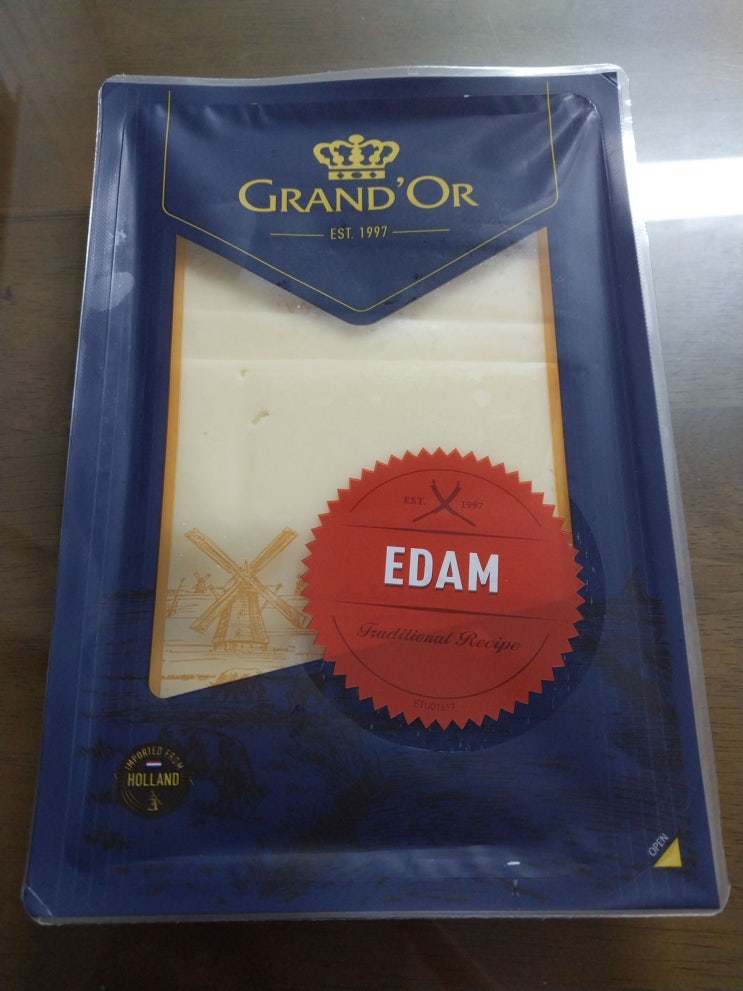 GRAND'OR
EST. 1997
EST. 1997
EDAM
Traditional Recipe
IMPORTED FROM
HOLLAND
OPEN